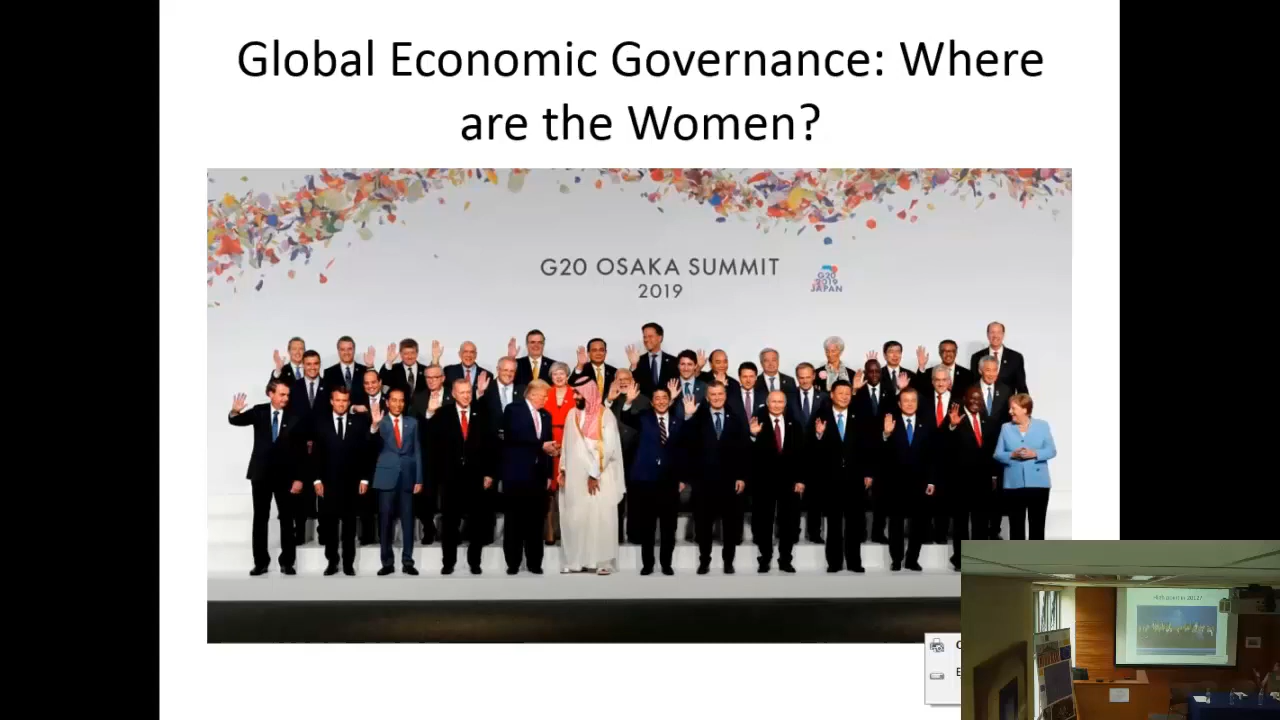 Global Economic Governance: Where
are the Women?
G20 OSAKA SUMMIT
2019
G20
2019
JAPAN